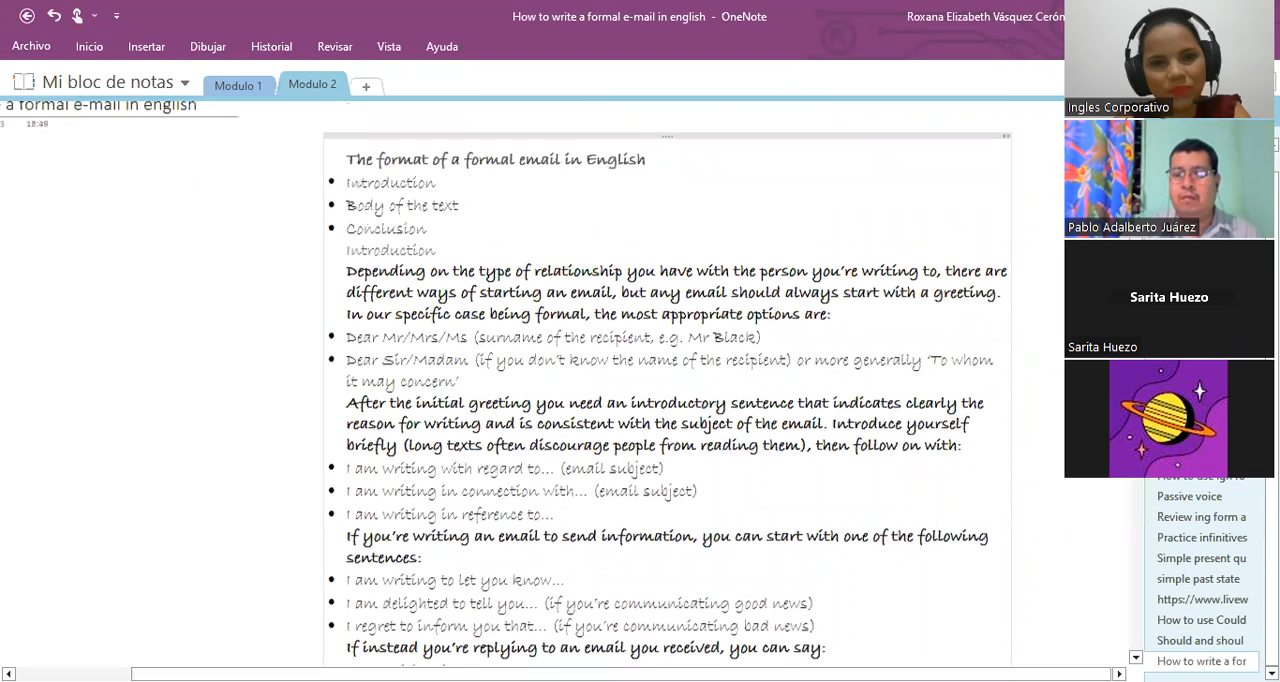 How to write a formal e-mail in english - OneNote
Roxana Elizabeth Vásquez Cerón
Archivo Inicio Insertar Dibujar Historial Revisar Vista Ayuda
Mi bloc de notas Modulo 1 Modulo 2 +
a formal e-mail in english
The format of a formal email in English
Introduction
Body of the text
Conclusion
Introduction
Depending on the type of relationship you have with the person you're writing to, there are
different ways of starting an email, but any email should always start with a greeting.
In our specific case being formal, the most appropriate options are:
Dear Mr/Mrs/Ms (surname of the recipient, e.g. Mr Black)
Dear Sir/Madam (if you don't know the name of the recipient) or more generally 'To whom
it may concern'
After the initial greeting you need an introductory sentence that indicates clearly the
reason for writing and is consistent with the subject of the email. Introduce yourself
briefly (long texts often discourage people from reading them), then follow on with:
I am writing with regard to... (email subject)
I am writing in connection with... (email subject)
I am writing in reference to...
If you're writing an email to send information, you can start with one of the following
sentences:
I am writing to let you know...
I am delighted to tell you... (if you're communicating good news)
I regret to inform you that... (if you're communicating bad news)
If instead you're replying to an email you received, you can say:
Ingles Corporativo
Pablo Adalberto Juárez
Sarita Huezo
Sarita Huezo
Passive voice
Review ing form a
Practice infinitives
Simple present qu
simple past state
https://www.livew
How to use Could
Should and shoul
How to write a for